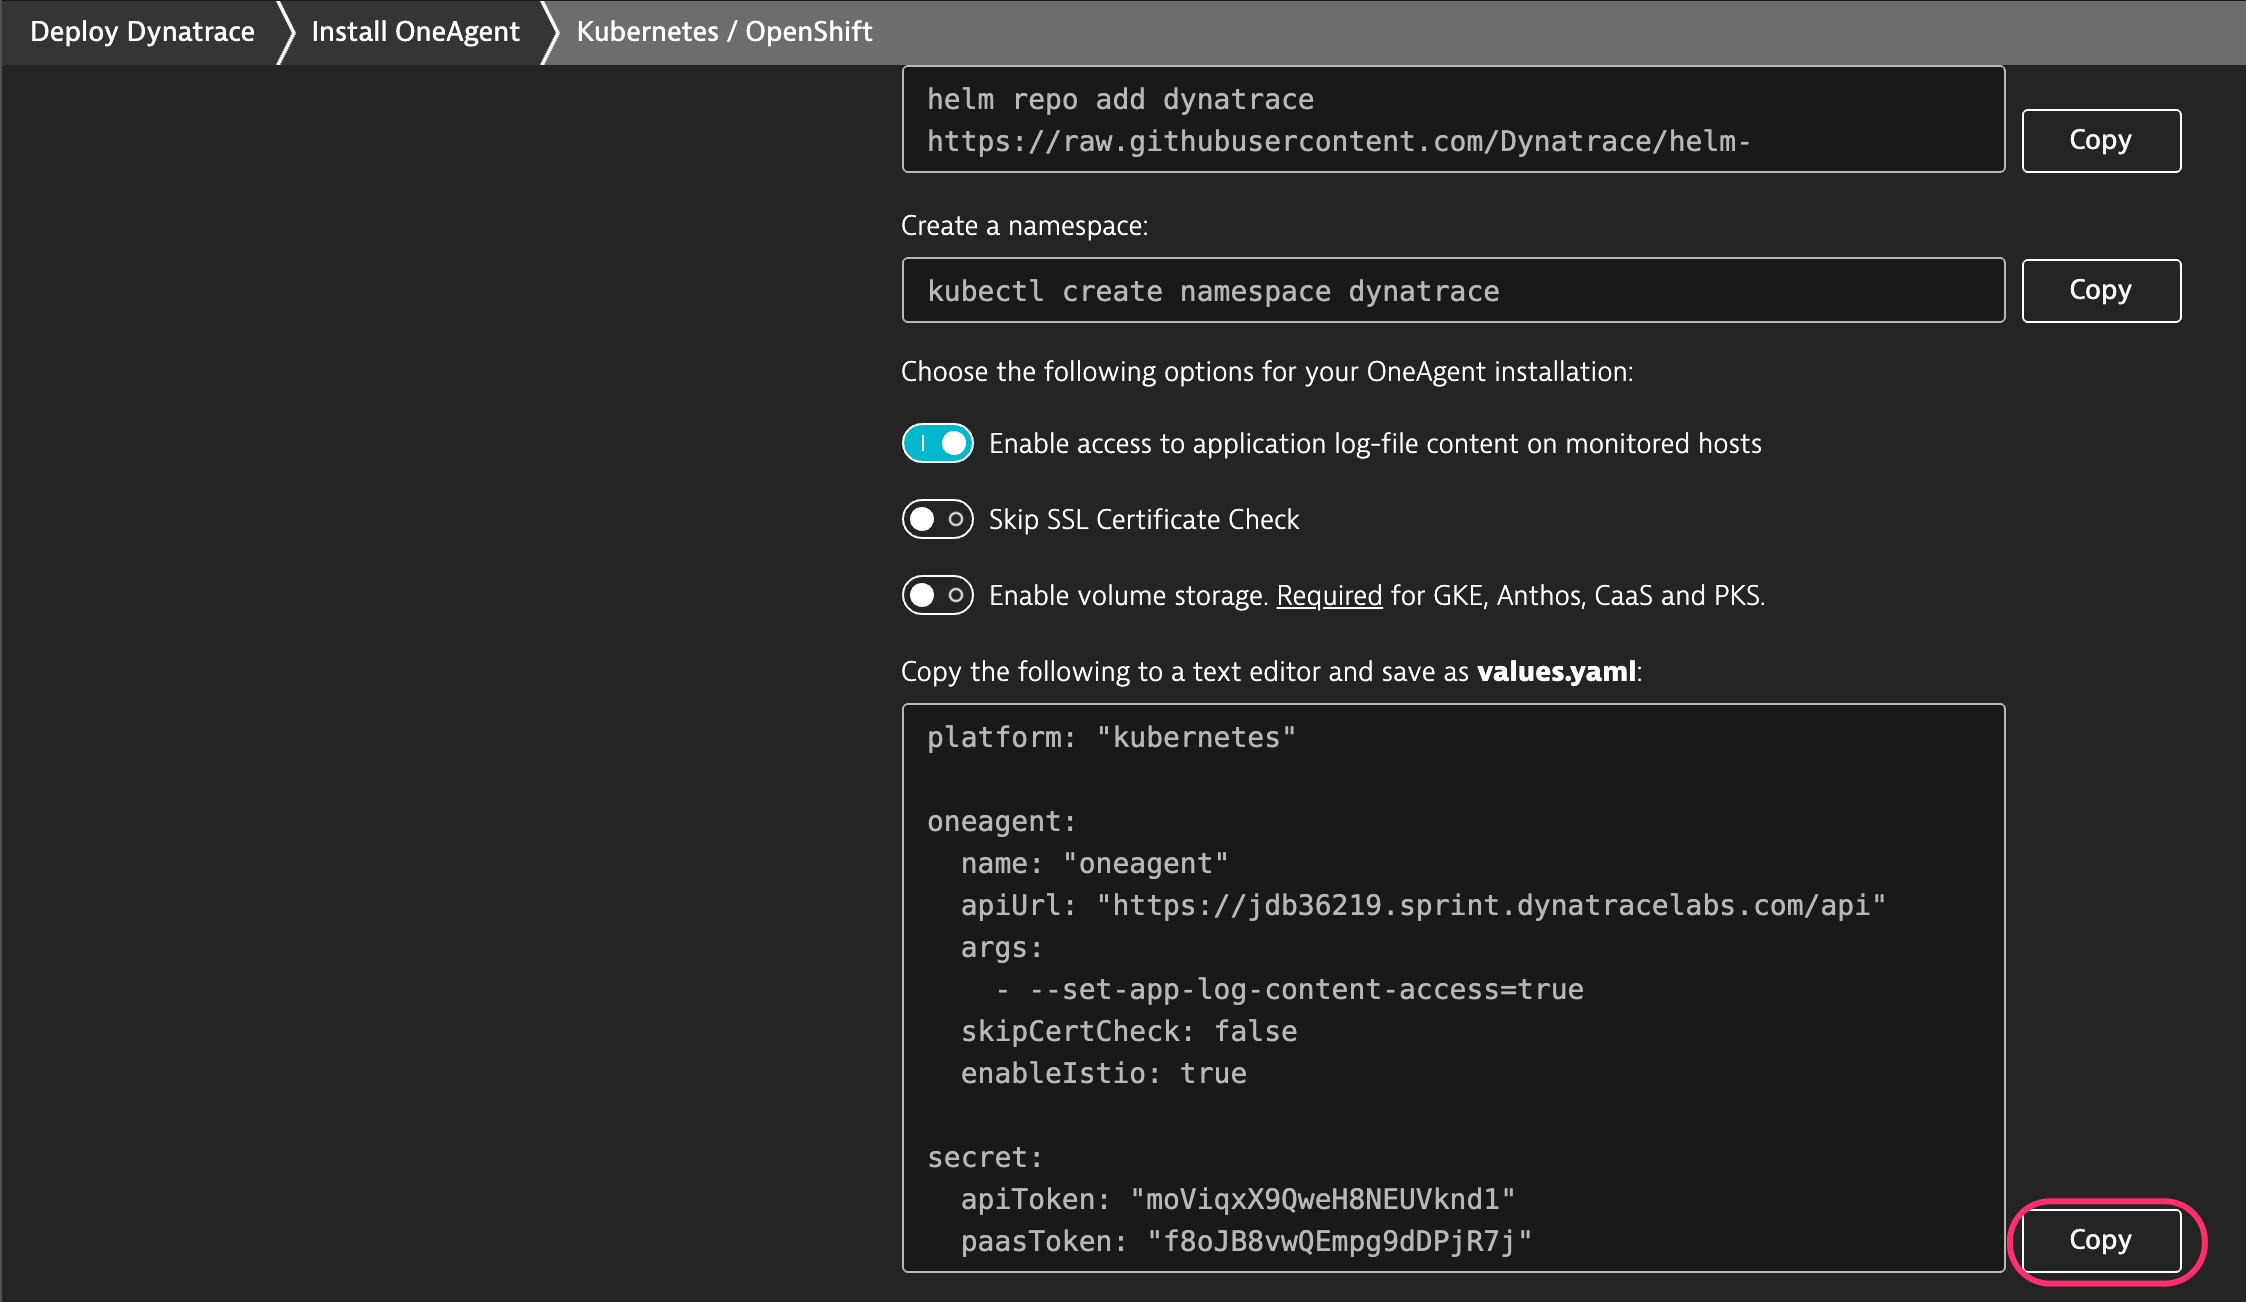 Deploy Dynatrace Install OneAgent Kubernetes / OpenShift
helm repo add dynatrace
https://raw.githubusercontent.com/Dynatrace/helm-
Copy
Create a namespace:
kubectl create namespace dynatrace
Copy
Choose the following options for your OneAgent installation:
Enable access to application log-file content on monitored hosts
Skip SSL Certificate Check
Enable volume storage. Required for GKE, Anthos, CaaS and PKS.
Copy the following to a text editor and save as values.yaml:
platform: "kubernetes"
oneagent:
name: "oneagent"
apiUrl: "https://jdb36219.sprint.dynatracelabs.com/api"
args:
- --set-app-log-content-access=true
skipCertCheck: false
enableIstio: true
secret:
apiToken: "moViqxX9QweH8NEUVknd1"
paasToken: "f8oJB8vwQEmpg9dDPjR7j"
Copy